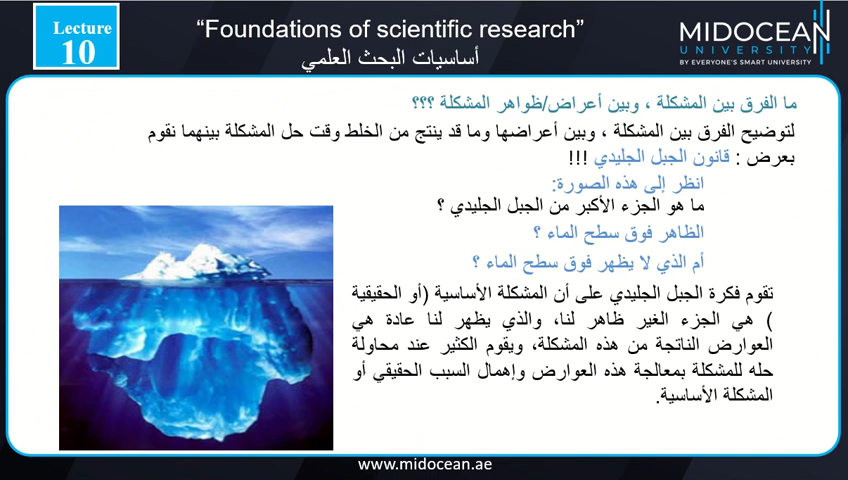 Lecture
10
“Foundations of scientific research”
أساسيات البحث العلمي
MIDOCEAN
UNIVERSITY
BY EVERYONE'S SMART UNIVERSITY
ما الفرق بين المشكلة ، وبين أعراض/ظواهر المشكلة ؟؟؟
لتوضيح الفرق بين المشكلة ، وبين أعراضها وما قد ينتج من الخلط وقت حل المشكلة بينهما نقوم
بعرض : قانون الجبل الجليدي !!!
انظر إلى هذه الصورة:
ما هو الجزء الأكبر من الجبل الجليدي ؟
الظاهر فوق سطح الماء ؟
أم الذي لا يظهر فوق سطح الماء ؟
تقوم فكرة الجبل الجليدي على أن المشكلة الأساسية (أو الحقيقية
) هي الجزء الغير ظاهر لنا، والذي يظهر لنا عادة هي
العوارض الناتجة من هذه المشكلة، ويقوم الكثير عند محاولة
حله للمشكلة بمعالجة هذه العوارض وإهمال السبب الحقيقي أو
المشكلة الأساسية.
www.midocean.ae